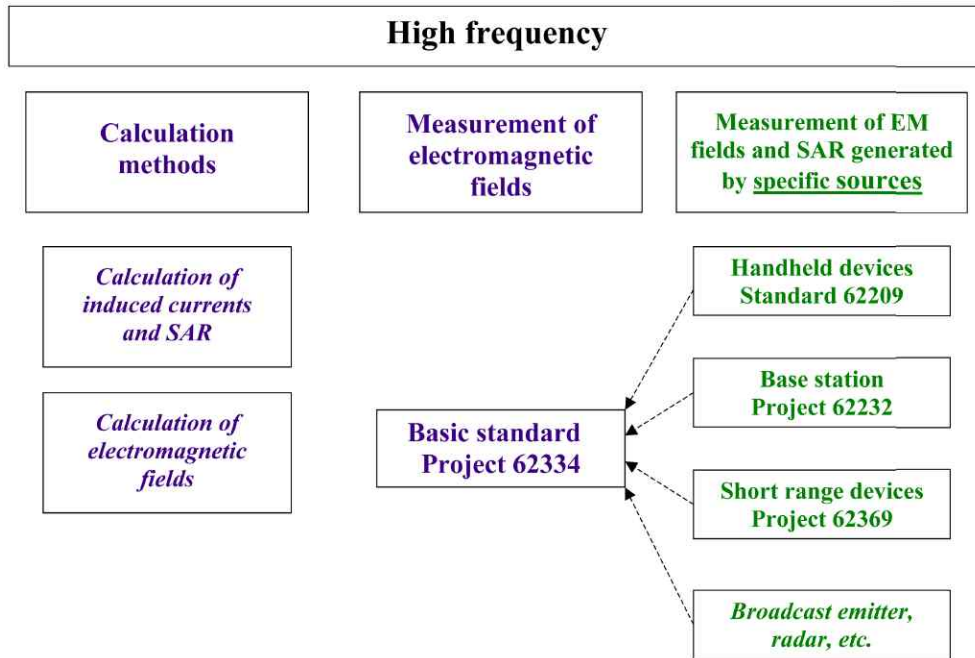 High frequency
Calculation
methods
Measurement of
electromagnetic
fields
Measurement of EM
fields and SAR generated
by specific sources
Calculation of
induced currents
and SAR
Calculation of
electromagnetic
fields
Basic standard
Project 62334
Handheld devices
Standard 62209
Base station
Project 62232
Short range devices
Project 62369
Broadcast emitter,
radar, etc.